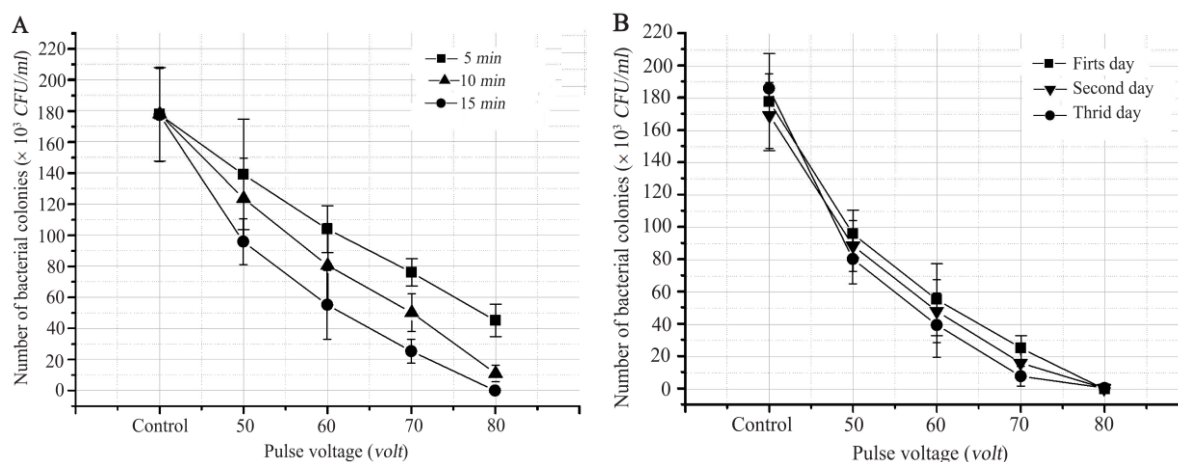 A
Number of bacterial colonies (× 10³ CFU/ml)
220
200
180
160
140
120
100
80
60
40
20
0
5 min
10 min
15 min
Control 50 60 70 80
Pulse voltage (volt)
B
Number of bacterial colonies (× 10³ CFU/ml)
220
200
180
160
140
120
100
80
60
40
20
0
Firts day
Second day
Thrid day
Control 50 60 70 80
Pulse voltage (volt)